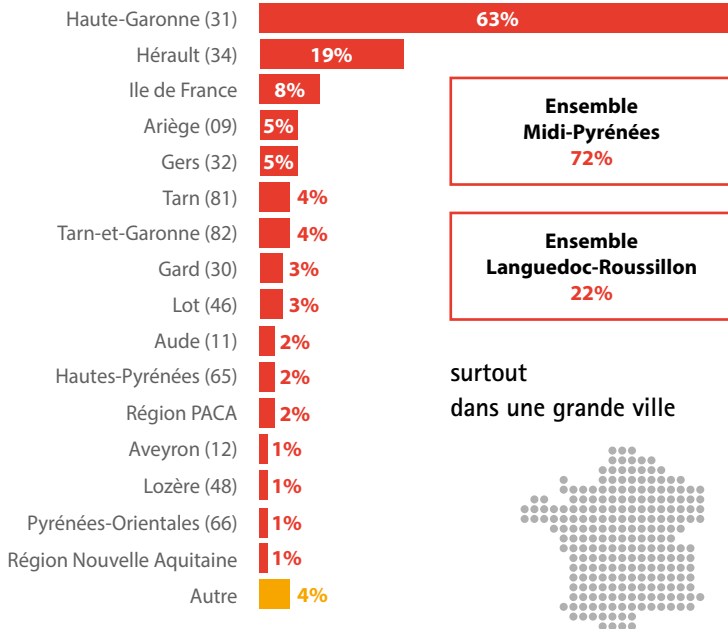 Haute-Garonne (31) 63%
Hérault (34) 19%
Ile de France 8%
Ariège (09) 5%
Gers (32) 5%
Tarn (81) 4%
Tarn-et-Garonne (82) 4%
Gard (30) 3%
Lot (46) 3%
Aude (11) 2%
Hautes-Pyrénées (65) 2%
Région PACA 2%
Aveyron (12) 1%
Lozère (48) 1%
Pyrénées-Orientales (66) 1%
Région Nouvelle Aquitaine 1%
Autre 4%
Ensemble
Midi-Pyrénées
72%
Ensemble
Languedoc-Roussillon
22%
surtout
dans une grande ville